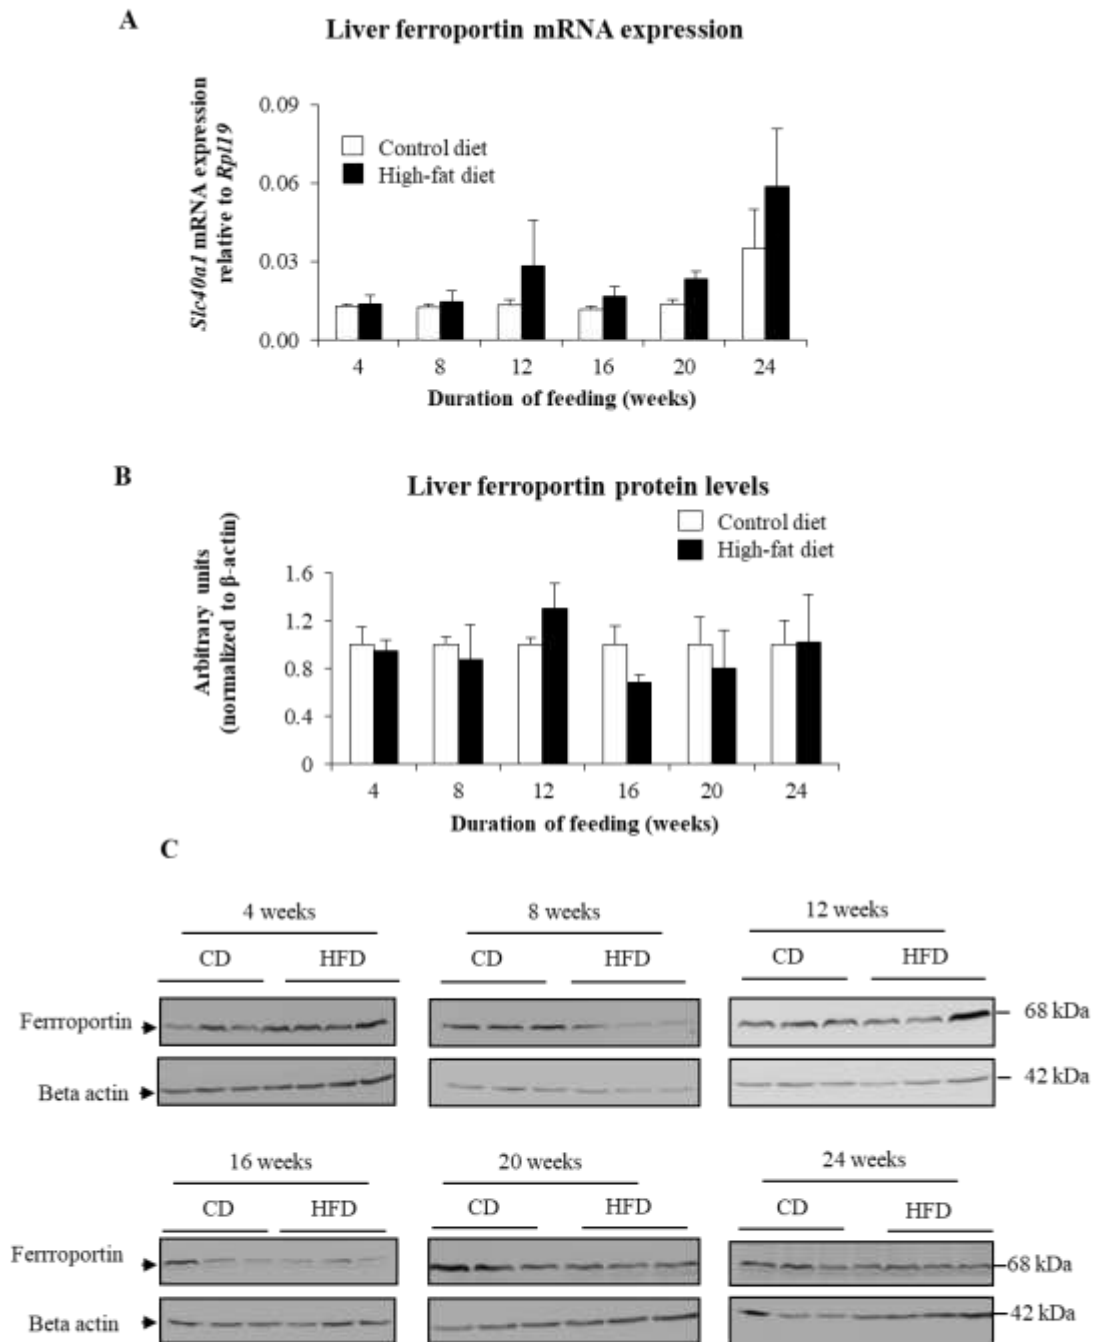 A
Liver ferroportin mRNA expression
Slc40a1 mRNA expression
relative to Rpl19
0.09
0.06
0.03
0.00
Control diet
High-fat diet
4 8 12 16 20 24
Duration of feeding (weeks)
B
Liver ferroportin protein levels
Control diet
High-fat diet
Arbitrary units
(normalized to β-actin)
1.6
1.2
0.8
0.4
0
4 8 12 16 20 24
Duration of feeding (weeks)
C
4 weeks 8 weeks 12 weeks
CD HFD CD HFD CD HFD
Ferrroportin 68 kDa
Beta actin 42 kDa
16 weeks 20 weeks 24 weeks
CD HFD CD HFD CD HFD
Ferrroportin 68 kDa
Beta actin 42 kDa